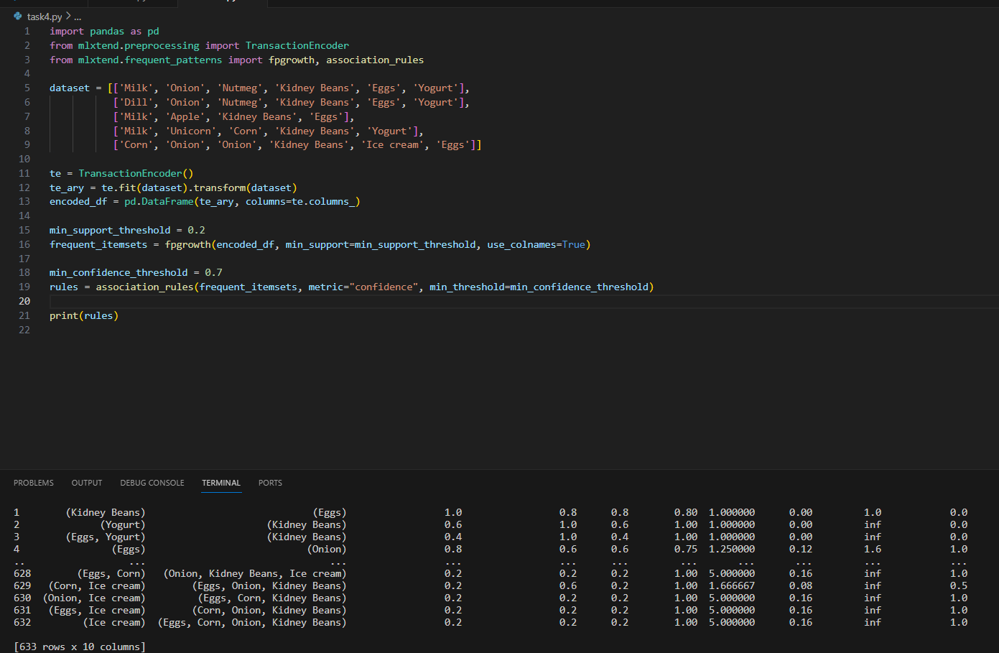 task4.py > ...
1 import pandas as pd
2 from mlxtend.preprocessing import TransactionEncoder
3 from mlxtend.frequent_patterns import fpgrowth, association_rules
4
5 dataset = [['Milk', 'Onion', 'Nutmeg', 'Kidney Beans', 'Eggs', 'Yogurt'],
6 ['Dill', 'Onion', 'Nutmeg', 'Kidney Beans', 'Eggs', 'Yogurt'],
7 ['Milk', 'Apple', 'Kidney Beans', 'Eggs'],
8 ['Milk', 'Unicorn', 'Corn', 'Kidney Beans', 'Yogurt'],
9 ['Corn', 'Onion', 'Onion', 'Kidney Beans', 'Ice cream', 'Eggs']]
10
11 te = TransactionEncoder()
12 te_ary = te.fit(dataset).transform(dataset)
13 encoded_df = pd.DataFrame(te_ary, columns=te.columns_)
14
15 min_support_threshold = 0.2
16 frequent_itemsets = fpgrowth(encoded_df, min_support=min_support_threshold, use_colnames=True)
17
18 min_confidence_threshold = 0.7
19 rules = association_rules(frequent_itemsets, metric="confidence", min_threshold=min_confidence_threshold)
20
21 print(rules)
22
PROBLEMS OUTPUT DEBUG CONSOLE TERMINAL PORTS
1 (Kidney Beans) (Eggs) 1.0 0.8 0.8 0.80 1.000000 0.00 1.0 0.0
2 (Yogurt) (Kidney Beans) 0.6 1.0 0.6 1.00 1.000000 0.00 inf 0.0
3 (Eggs, Yogurt) (Kidney Beans) 0.4 1.0 0.4 1.00 1.000000 0.00 inf 0.0
4 (Eggs) (Onion) 0.8 0.6 0.6 0.75 1.250000 0.12 1.6 1.0
.. ... ... ... ... ... ... ... ... ... ...
628 (Eggs, Corn) (Onion, Kidney Beans, Ice cream) 0.2 0.2 0.2 1.00 5.000000 0.16 inf 1.0
629 (Corn, Ice cream) (Eggs, Onion, Kidney Beans) 0.2 0.6 0.2 1.00 1.666667 0.08 inf 0.5
630 (Onion, Ice cream) (Eggs, Corn, Kidney Beans) 0.2 0.2 0.2 1.00 5.000000 0.16 inf 1.0
631 (Eggs, Ice cream) (Corn, Onion, Kidney Beans) 0.2 0.2 0.2 1.00 5.000000 0.16 inf 1.0
632 (Ice cream) (Eggs, Corn, Onion, Kidney Beans) 0.2 0.2 0.2 1.00 5.000000 0.16 inf 1.0
[633 rows x 10 columns]